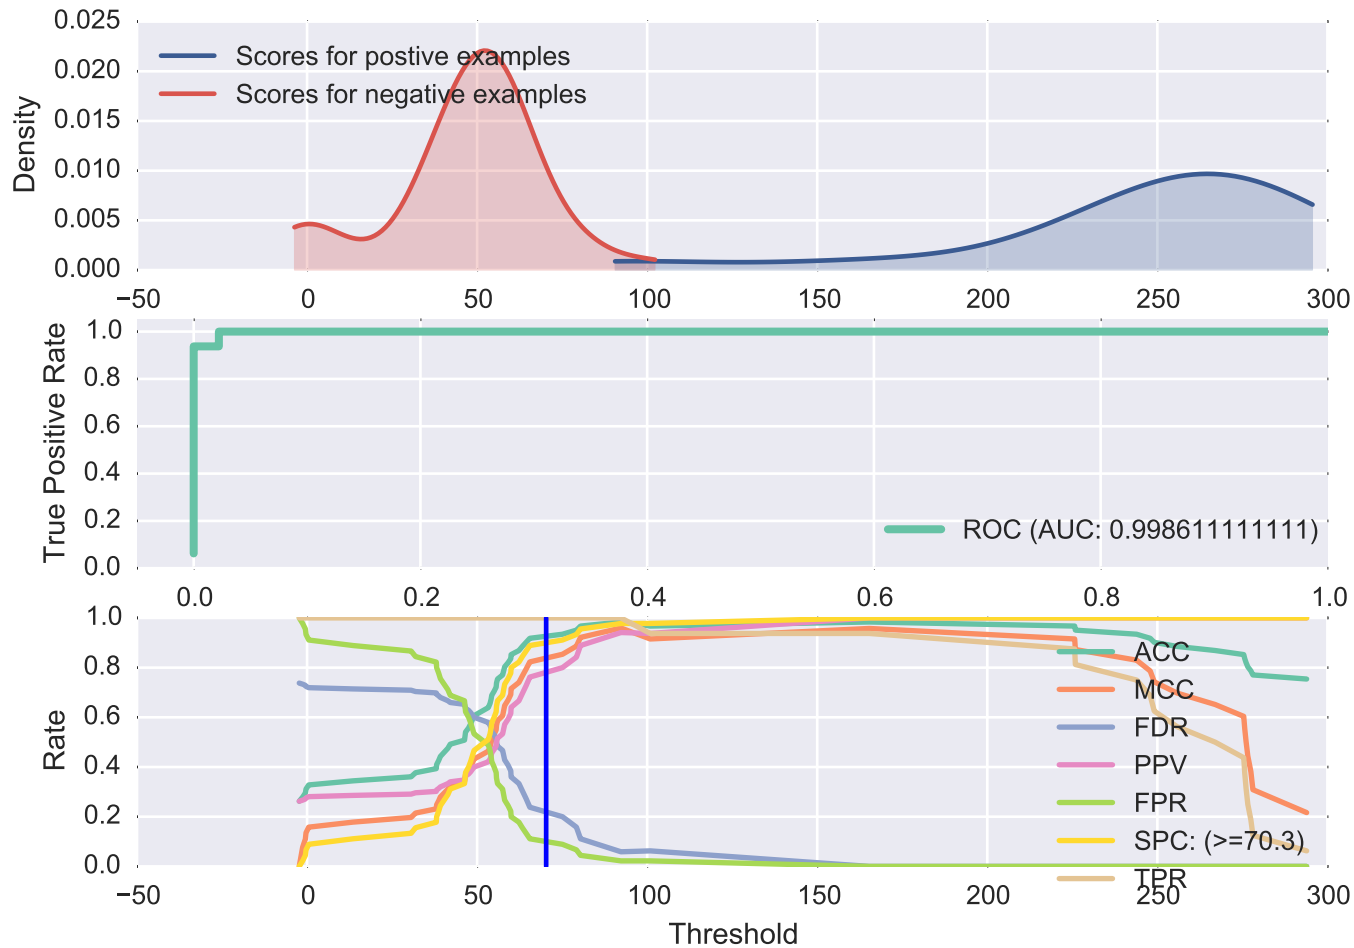 0.025
0.020
0.015
0.010
0.005
0.000
Density
Scores for postive examples
Scores for negative examples
−50 0 50 100 150 200 250 300
1.0
0.8
0.6
0.4
0.2
0.0
True Positive Rate
ROC (AUC: 0.998611111111)
0.0 0.2 0.4 0.6 0.8 1.0
1.0
0.8
0.6
0.4
0.2
0.0
Rate
ACC
MCC
FDR
PPV
FPR
SPC: (>=70.3)
TPR
−50 0 50 100 150 200 250 300
Threshold